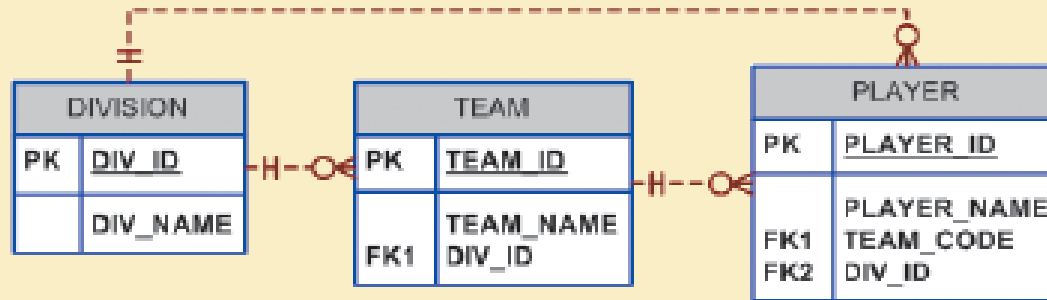 DIVISION
PK DIV_ID
DIV_NAME
TEAM
PK TEAM_ID
TEAM_NAME
FK1 DIV_ID
PLAYER
PK PLAYER_ID
PLAYER_NAME
FK1 TEAM_CODE
FK2 DIV_ID